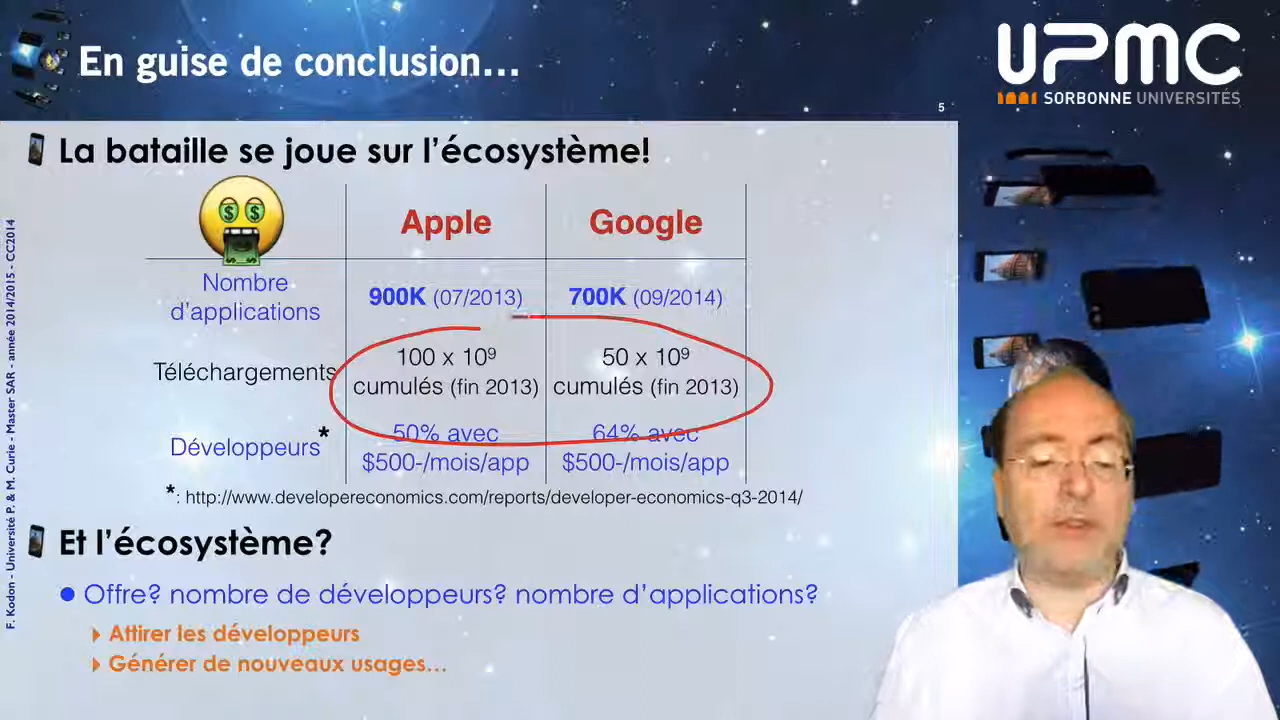 En guise de conclusion...
UPMC
SORBONNE UNIVERSITÉS
5
La bataille se joue sur l'écosystème!
Apple Google
Nombre d'applications 900K (07/2013) 700K (09/2014)
Téléchargements 100 x 10⁹ cumulés (fin 2013) 50 x 10⁹ cumulés (fin 2013)
Développeurs* 50% avec $500-/mois/app 64% avec $500-/mois/app
*: http://www.developereconomics.com/reports/developer-economics-q3-2014/
Et l'écosystème?
Offre? nombre de développeurs? nombre d'applications?
Attirer les développeurs
Générer de nouveaux usages...
F. Kodon - Université P. & M. Curie - Master SAR - année 2014/2015 - CC2014